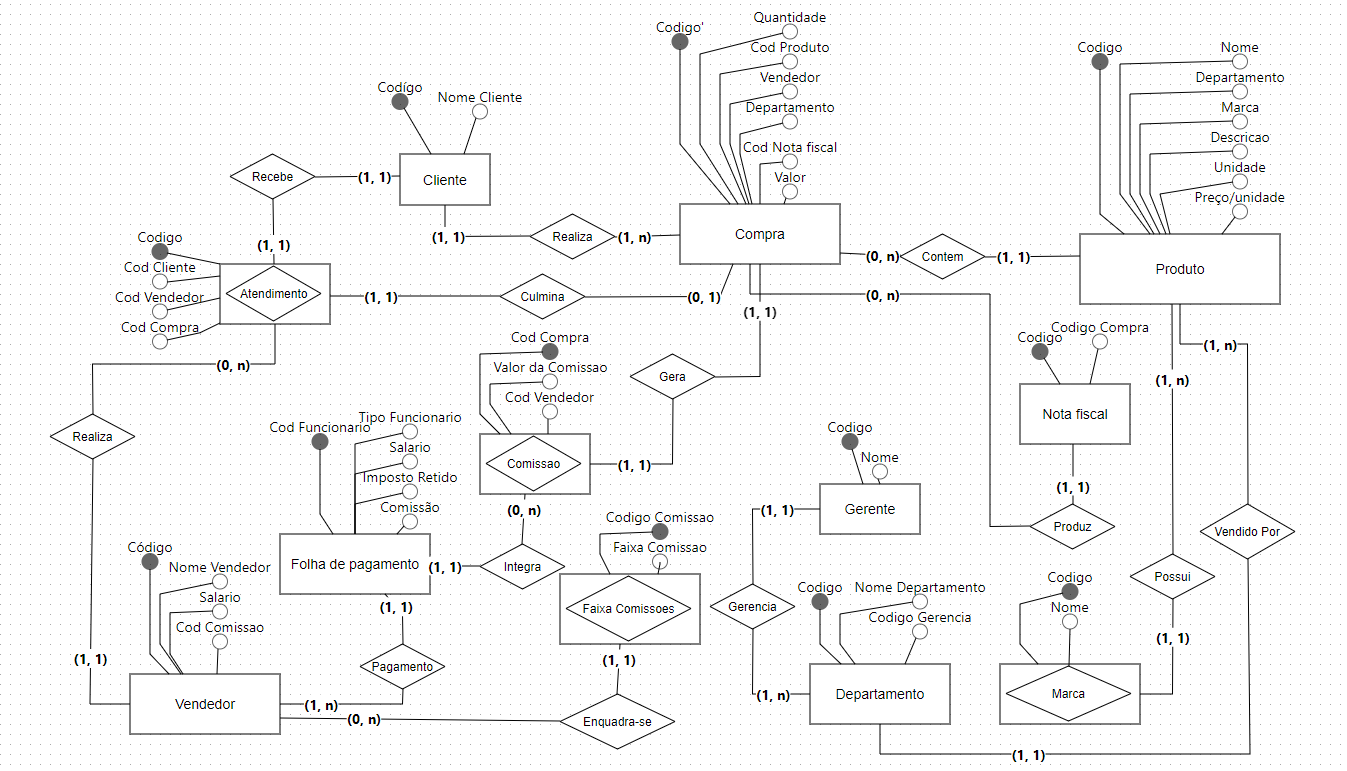 Codigo'
Quantidade
Cod Produto
Vendedor
Departamento
Cod Nota fiscal
Valor
Compra
Codigo
Nome
Departamento
Marca
Descricao
Unidade
Preço/unidade
Produto
Codígo
Nome Cliente
Cliente
Recebe
(1, 1)
(1, 1)
(1, 1)
Realiza
(1, n)
(0, n)
Contem
(1, 1)
Codigo
Cod Cliente
Cod Vendedor
Cod Compra
Atendimento
(1, 1)
Culmina
(0, 1)
(0, n)
(1, 1)
(0, n)
Realiza
(1, 1)
Cod Compra
Valor da Comissao
Cod Vendedor
Comissao
Gera
(1, 1)
(0, n)
Codigo
Codigo Compra
Nota fiscal
(1, 1)
Produz
(1, n)
(1, n)
Vendido Por
Possui
(1, 1)
Cod Funcionario
Tipo Funcionario
Salario
Imposto Retido
Comissão
Folha de pagamento
(1, 1)
Integra
(1, 1)
Pagamento
Codigo Comissao
Faixa Comissao
Faixa Comissoes
(1, 1)
Enquadra-se
Codigo
Nome
Gerente
(1, 1)
Gerencia
(1, n)
Codigo
Nome Departamento
Codigo Gerencia
Departamento
(1, 1)
Codigo
Nome
Marca
Código
Nome Vendedor
Salario
Cod Comissao
Vendedor
(1, n)
(0, n)